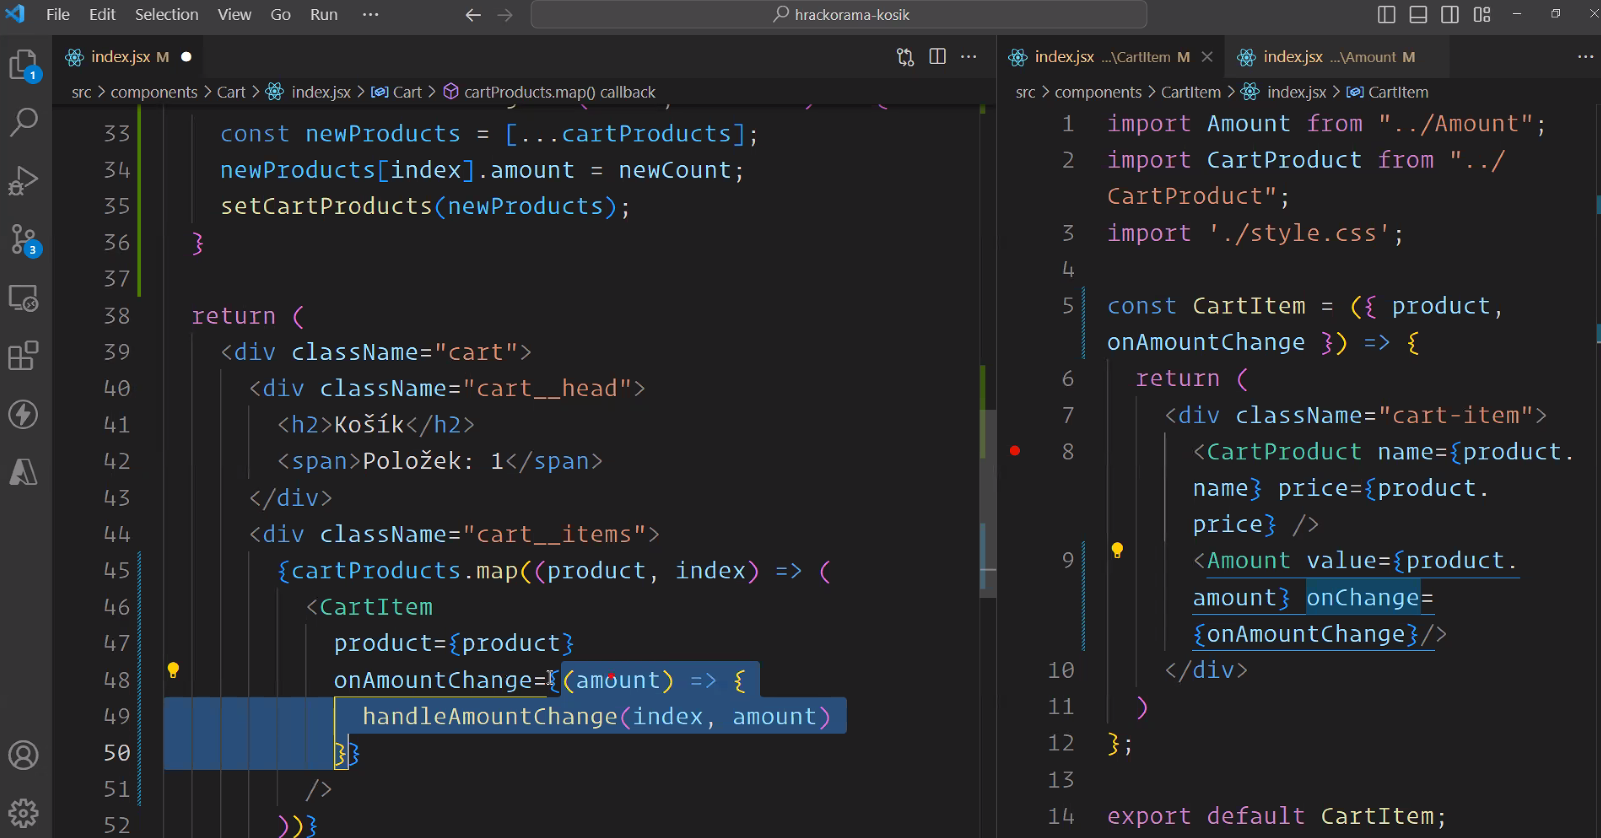 File Edit Selection View Go Run ···
hrackorama-kosik
index.jsx M
index.jsx ...\CartItem M
index.jsx ...\Amount M
src > components > Cart > index.jsx > Cart > cartProducts.map() callback
33 const newProducts = [...cartProducts];
34 newProducts[index].amount = newCount;
35 setCartProducts(newProducts);
36 }
37
38 return (
39 <div className="cart">
40 <div className="cart__head">
41 <h2>Košík</h2>
42 <span>Položek: 1</span>
43 </div>
44 <div className="cart__items">
45 {cartProducts.map((product, index) => (
46 <CartItem
47 product={product}
48 onAmountChange={(amount) => {
49 handleAmountChange(index, amount)
50 }}
51 />
52 ))}
src > components > CartItem > index.jsx > CartItem
1 import Amount from "../Amount";
2 import CartProduct from "../
CartProduct";
3 import './style.css';
4
5 const CartItem = ({ product,
onAmountChange }) => {
6 return (
7 <div className="cart-item">
8 <CartProduct name={product.
name} price={product.
price} />
9 <Amount value={product.
amount} onChange=
{onAmountChange}/>
10 </div>
11 )
12 };
13
14 export default CartItem;
1
3